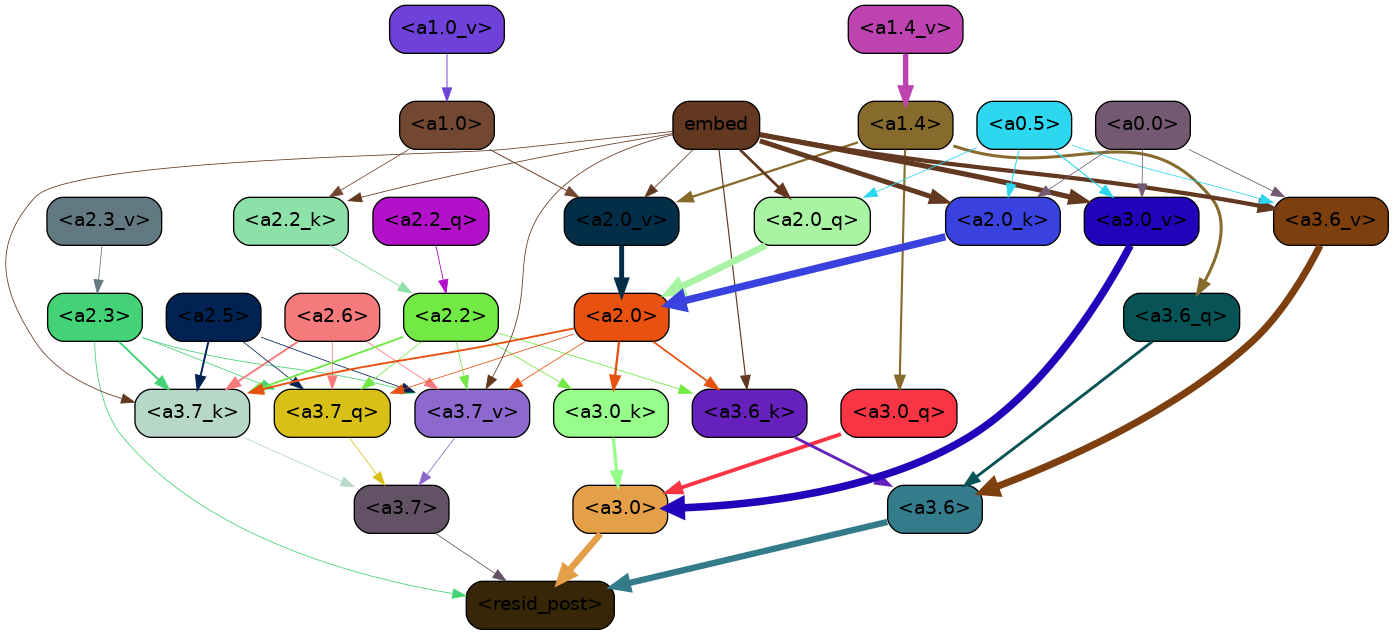 <a1.0_v> <a1.4_v>
<a1.0> embed <a1.4> <a0.5> <a0.0>
<a2.3_v> <a2.2_k> <a2.2_q> <a2.0_v> <a2.0_q> <a2.0_k> <a3.0_v> <a3.6_v>
<a2.3> <a2.5> <a2.6> <a2.2> <a2.0> <a3.6_q>
<a3.7_k> <a3.7_q> <a3.7_v> <a3.0_k> <a3.6_k> <a3.0_q>
<a3.7> <a3.0> <a3.6>
<resid_post>